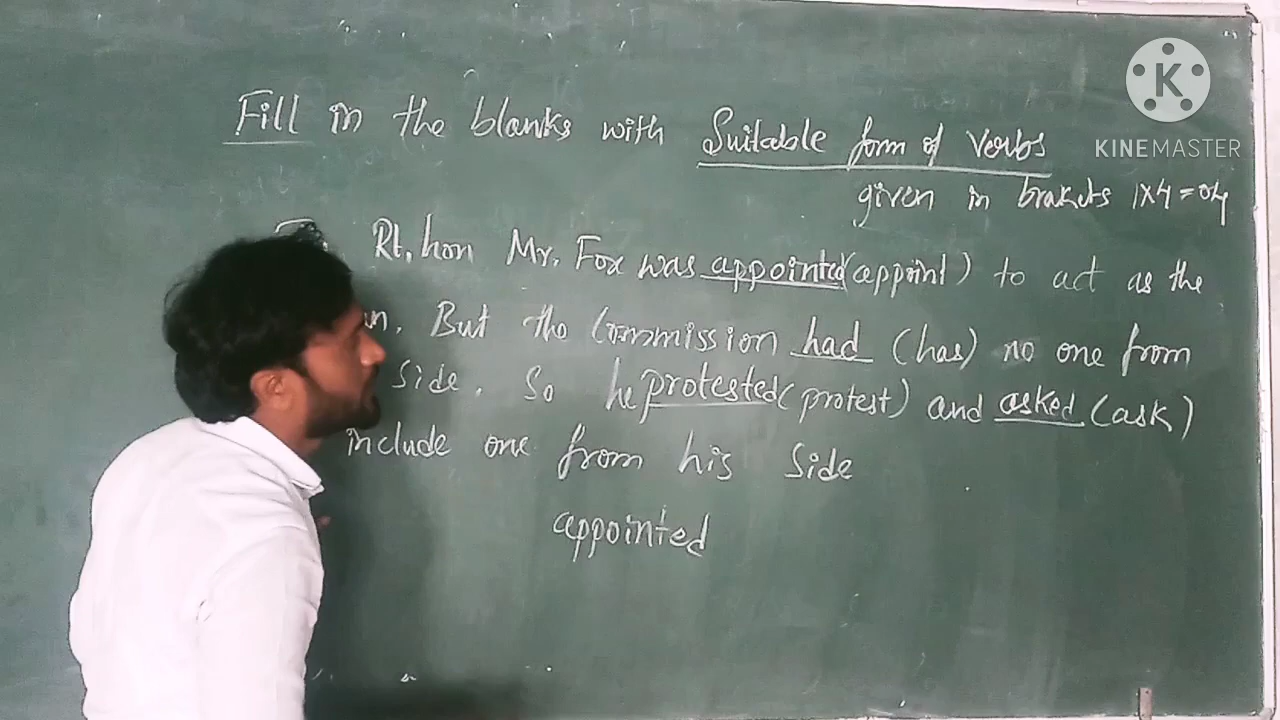 Fill in the blanks with Suitable form of Verbs
given in brakets 1x4=04
Rt. hon Mr. Fox was appointed (appoint) to act as the
an. But the Commission had (has) no one from
side. So he protested (protest) and asked (ask)
include one from his side
appointed
K
KINEMASTER